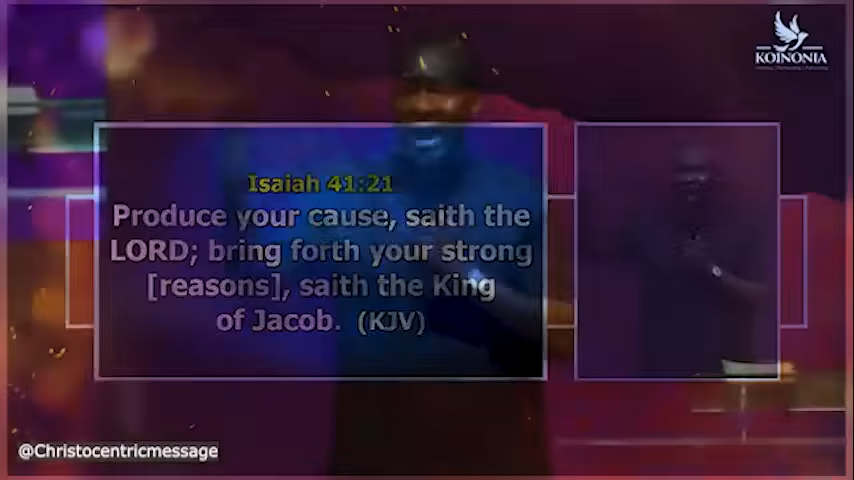 KOINONIA
Isaiah 41:21
Produce your cause, saith the
LORD; bring forth your strong
[reasons], saith the King
of Jacob. (KJV)
@Christocentricmessage